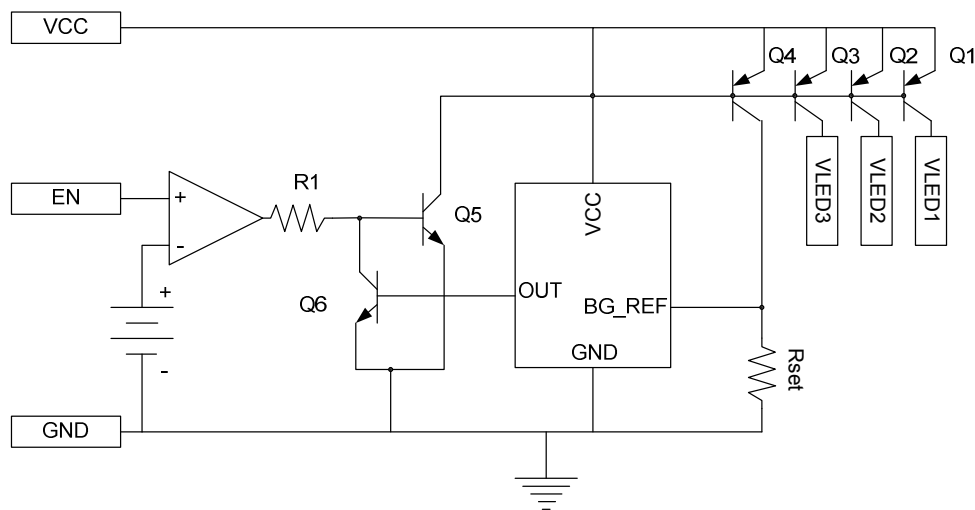 VCC
Q4
Q3
Q2
Q1
EN
+
-
R1
Q5
VCC
VLED3
VLED2
VLED1
+
-
Q6
OUT
BG_REF
GND
Rset
GND